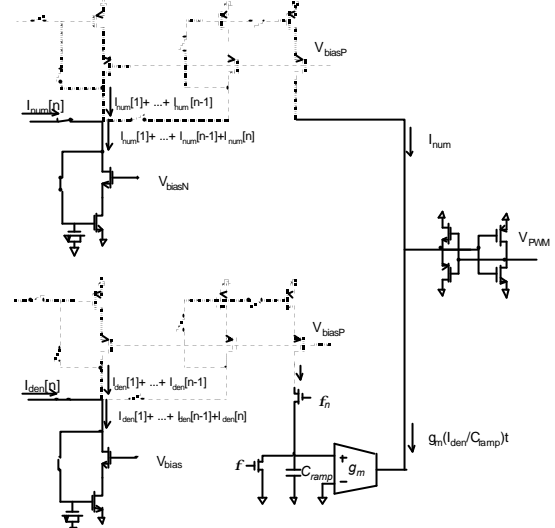 V_biasP
I_num[n]
I_num[1]+ ...+ I_num[n-1]
I_num[1]+ ... + I_num[n-1]+I_num[n]
I_num
V_biasN
V_PWM
V_biasP
I_den[n]
I_den[1]+ ...+ I_den[n-1]
I_den[1]+ ... + I_den[n-1]+I_den[n]
f_n
g_m(I_den/C_ramp)t
V_bias
f
+
g_m
−
C_ramp